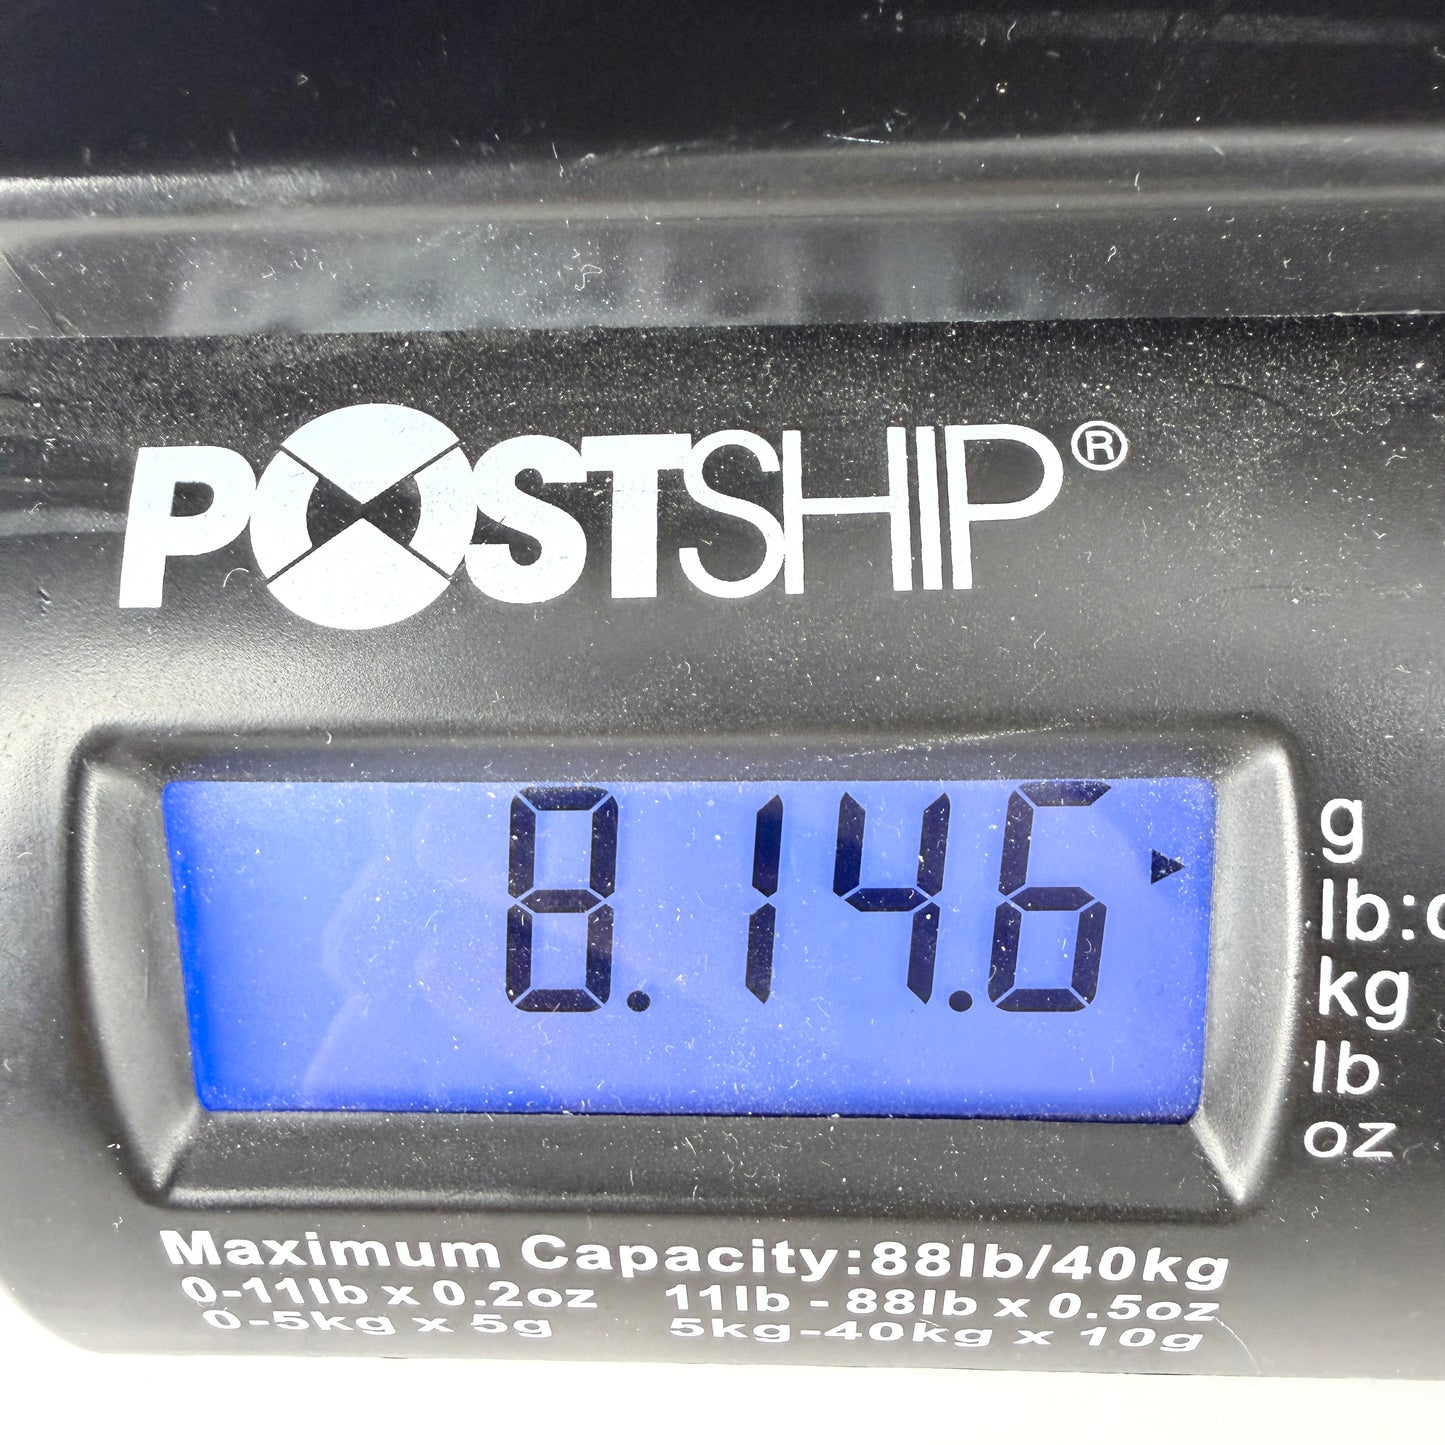 POSTSHIP®
8.14.6
g
lb:
kg
lb
oz
Maximum Capacity:88lb/40kg
0-11lb x 0.2oz 11lb - 88lb x 0.5oz
0-5kg x 5g 5kg-40kg x 10g